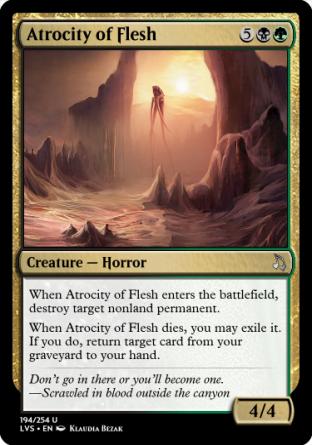 Atrocity of Flesh 5
Creature — Horror
When Atrocity of Flesh enters the battlefield,
destroy target nonland permanent.
When Atrocity of Flesh dies, you may exile it.
If you do, return target card from your
graveyard to your hand.
Don't go in there or you'll become one.
—Scrawled in blood outside the canyon
4/4
194/254 U
LVS • EN Klaudia Bezak